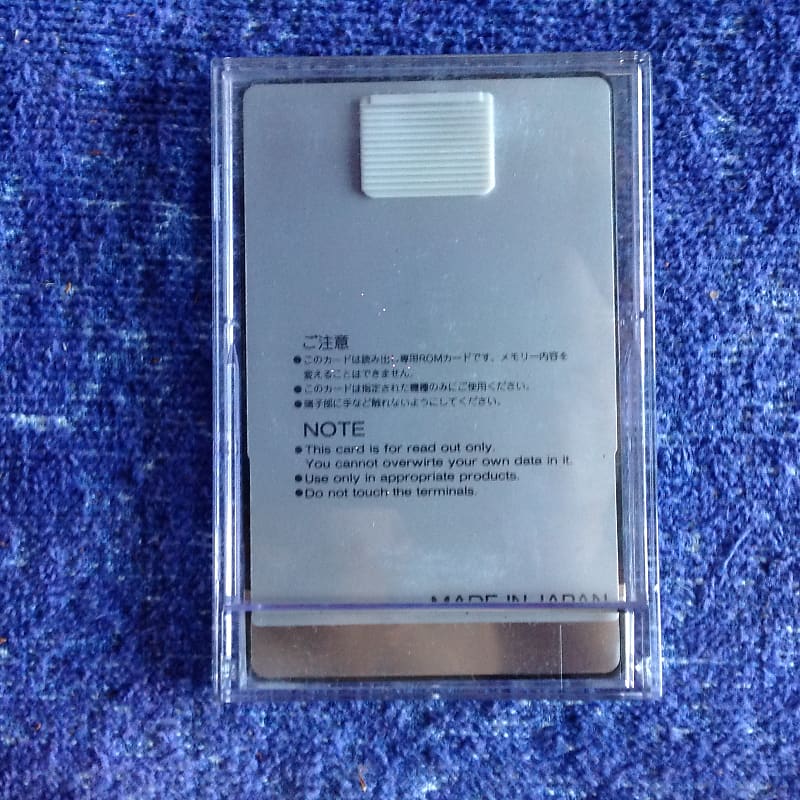 ご注意
●このカードは読み出し専用ROMカードです。メモリー内容を
変えることはできません。
●このカードは指定された機種のみにご使用ください。
●端子部に手など触れないようにしてください。
NOTE
●This card is for read out only.
You cannot overwirte your own data in it.
●Use only in appropriate products.
●Do not touch the terminals.
MADE IN JAPAN